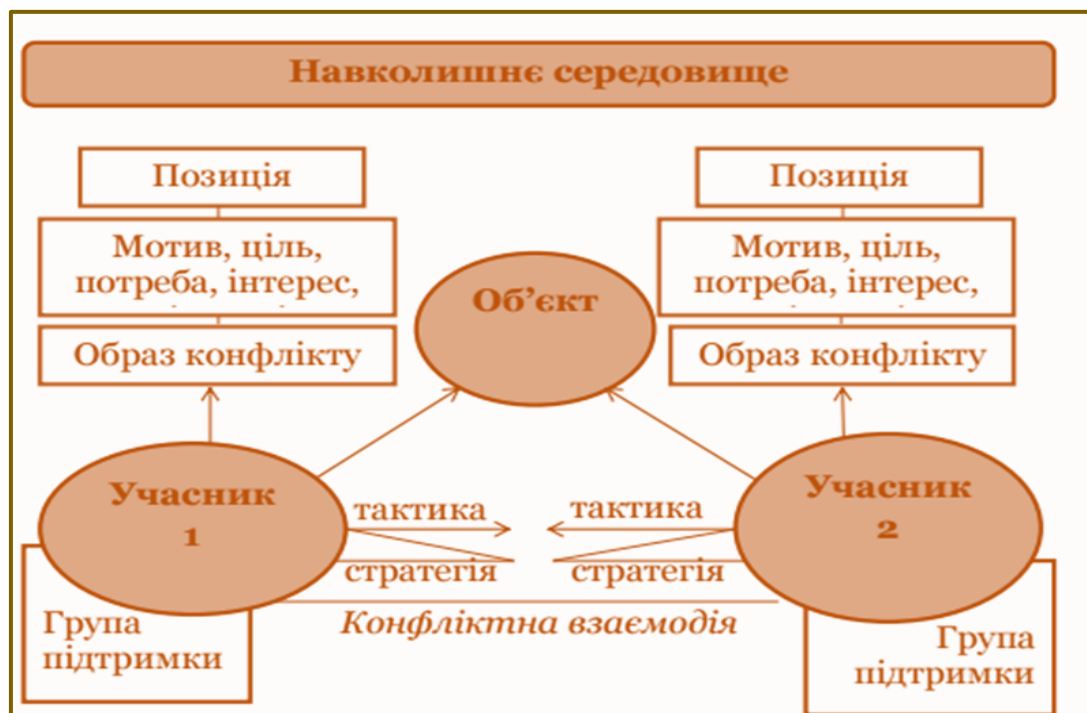 Навколишнє середовище
Позиція
Мотив, ціль,
потреба, інтерес,
Образ конфлікту
Об’єкт
Позиція
Мотив, ціль,
потреба, інтерес,
Образ конфлікту
Учасник
1
тактика
стратегія
тактика
стратегія
Учасник
2
Конфліктна взаємодія
Група
підтримки
Група
підтримки